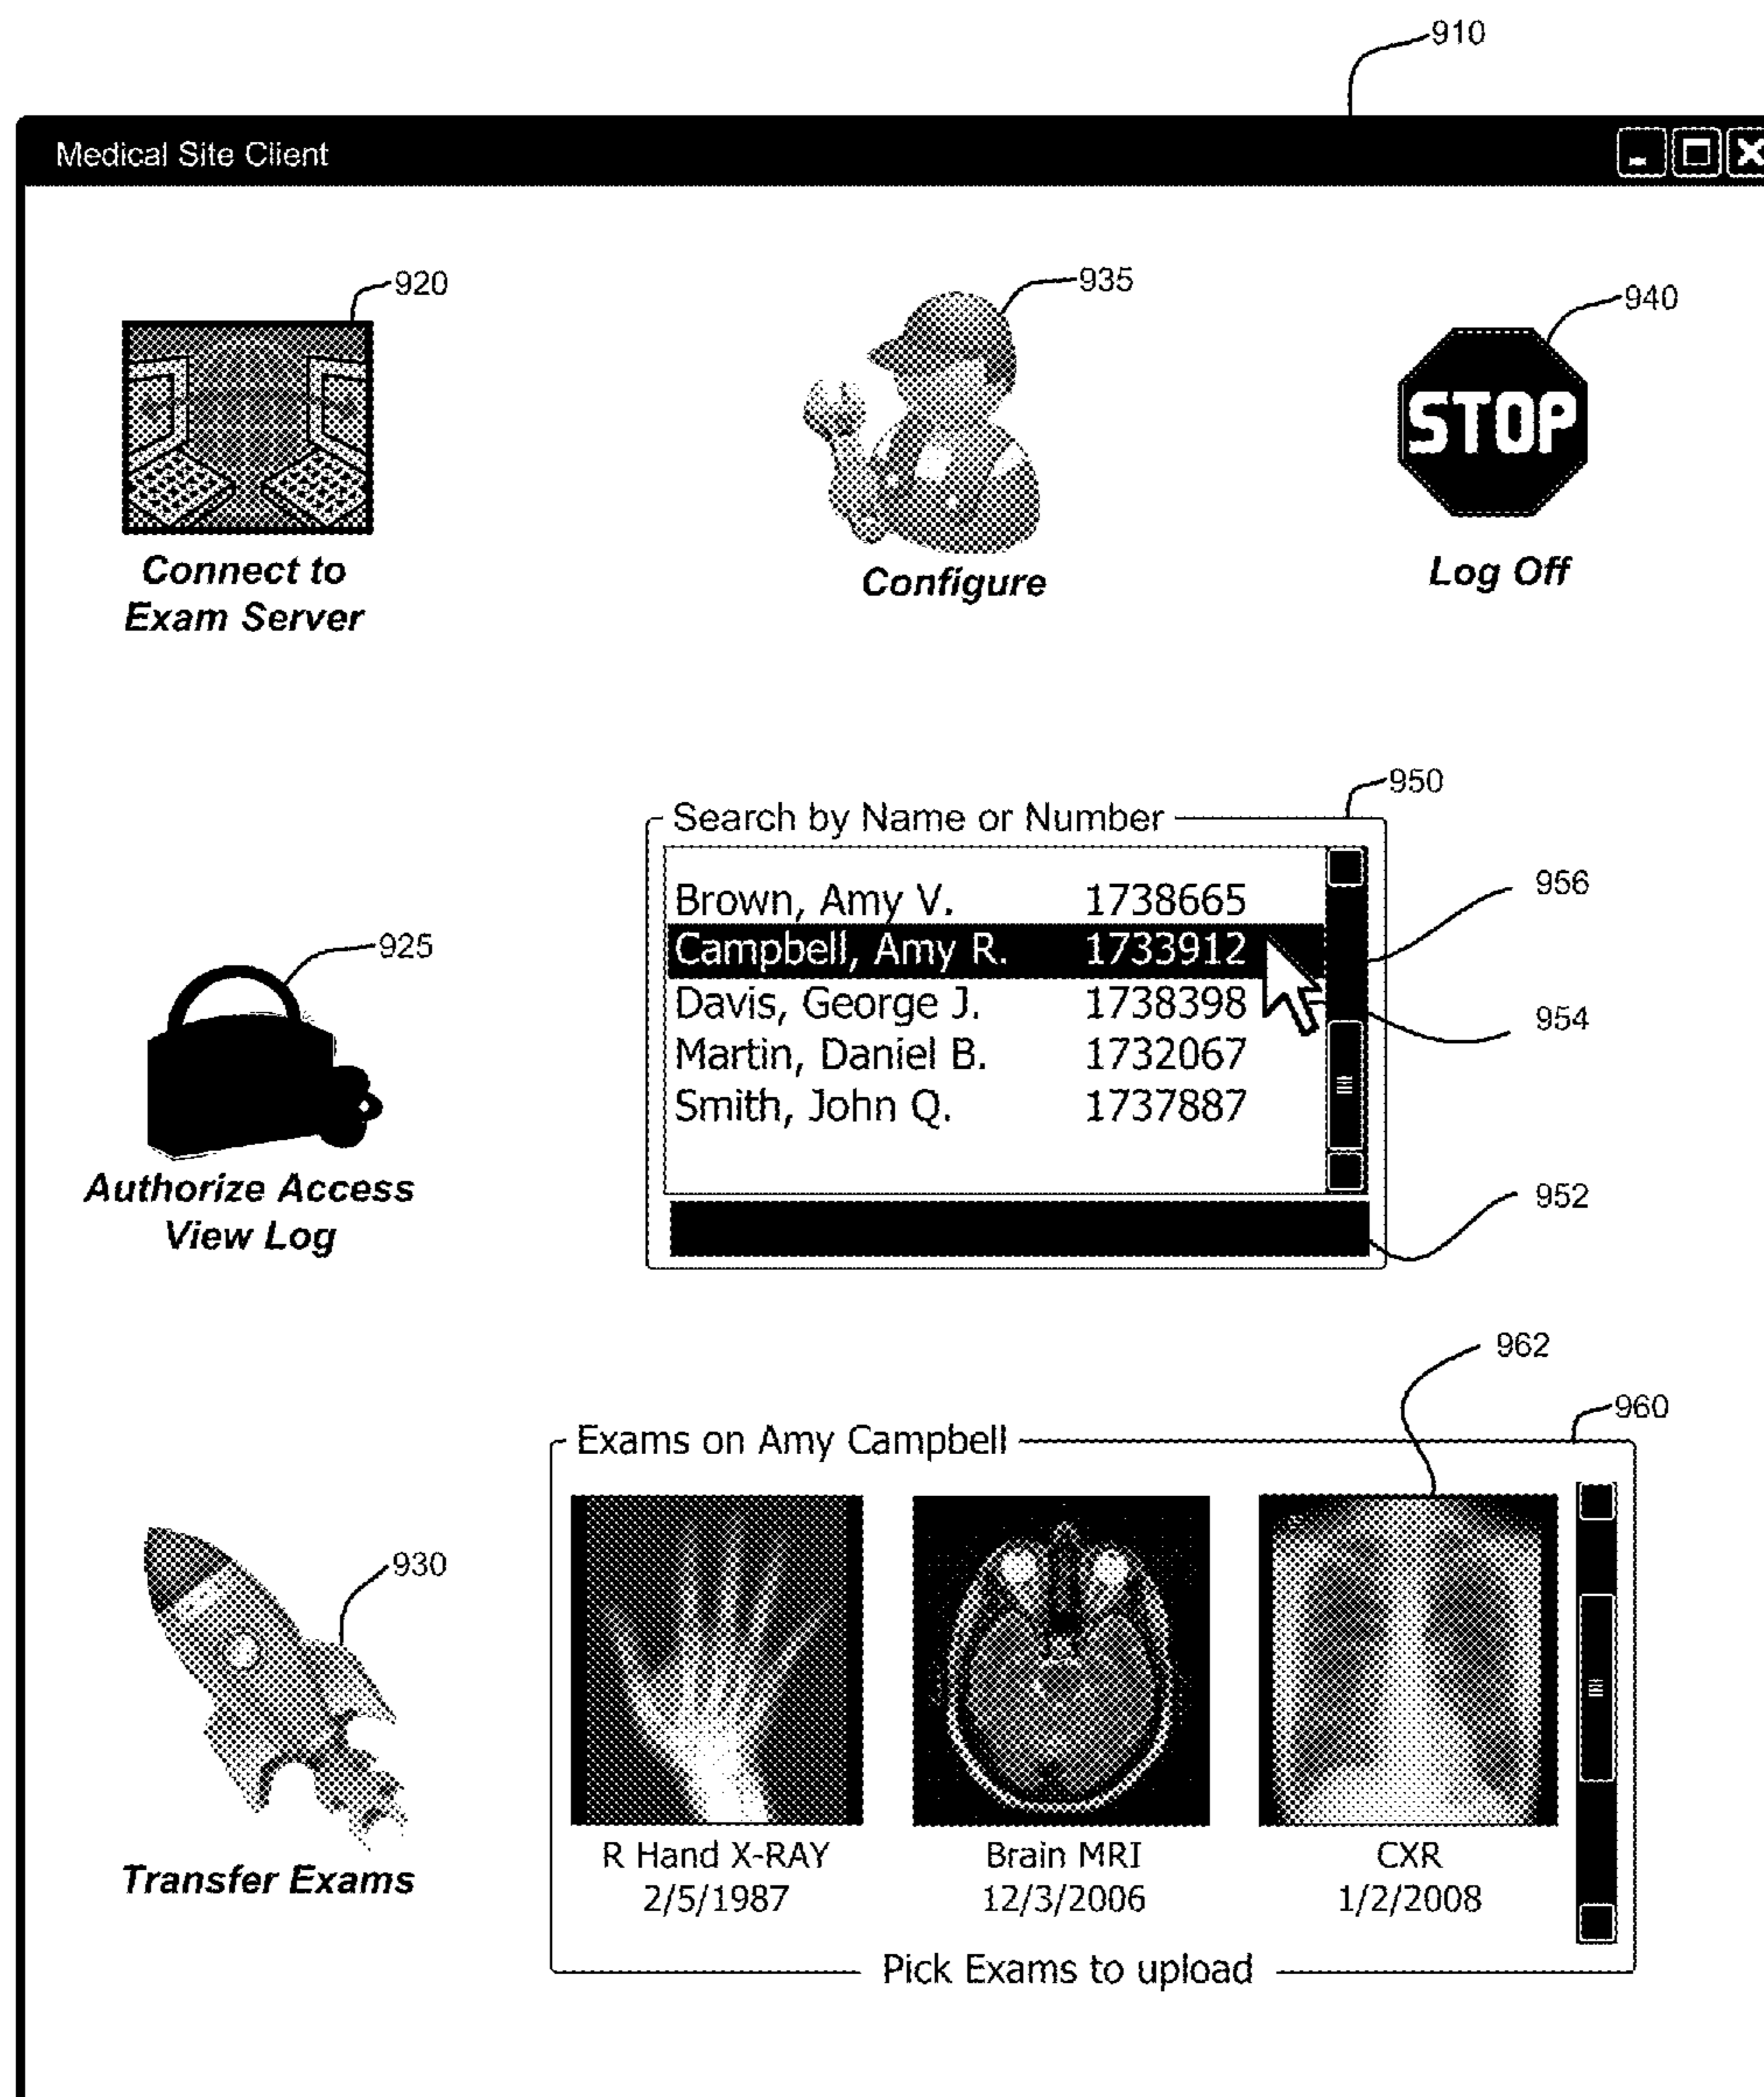 910
Medical Site Client
920
935
940
STOP
Connect to
Exam Server
Configure
Log Off
950
Search by Name or Number
956
Brown, Amy V. 1738665
Campbell, Amy R. 1733912
925
Davis, George J. 1738398
954
Martin, Daniel B. 1732067
Smith, John Q. 1737887
Authorize Access
View Log
952
962
960
Exams on Amy Campbell
930
R Hand X-RAY
2/5/1987
Brain MRI
12/3/2006
CXR
1/2/2008
Transfer Exams
Pick Exams to upload